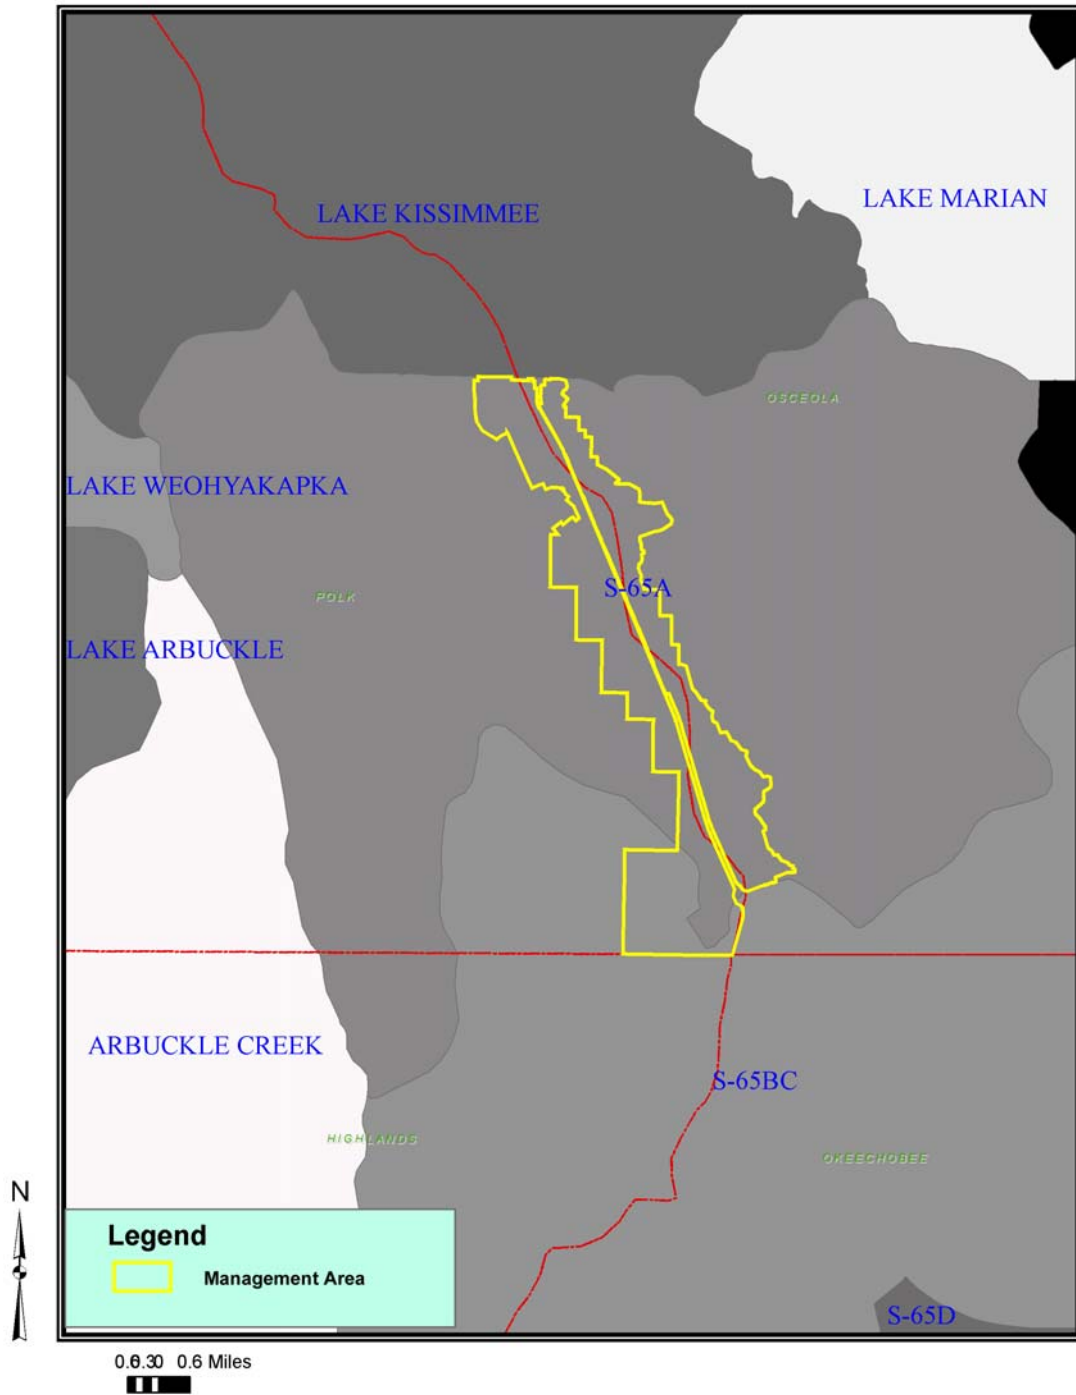 LAKE MARIAN
LAKE KISSIMMEE
OSCEOLA
LAKE WEOHYAKAPKA
S-65A
POLK
LAKE ARBUCKLE
ARBUCKLE CREEK
S-65BC
HIGHLANDS
OKEECHOBEE
N
Legend
Management Area
S-65D
0.6 Miles